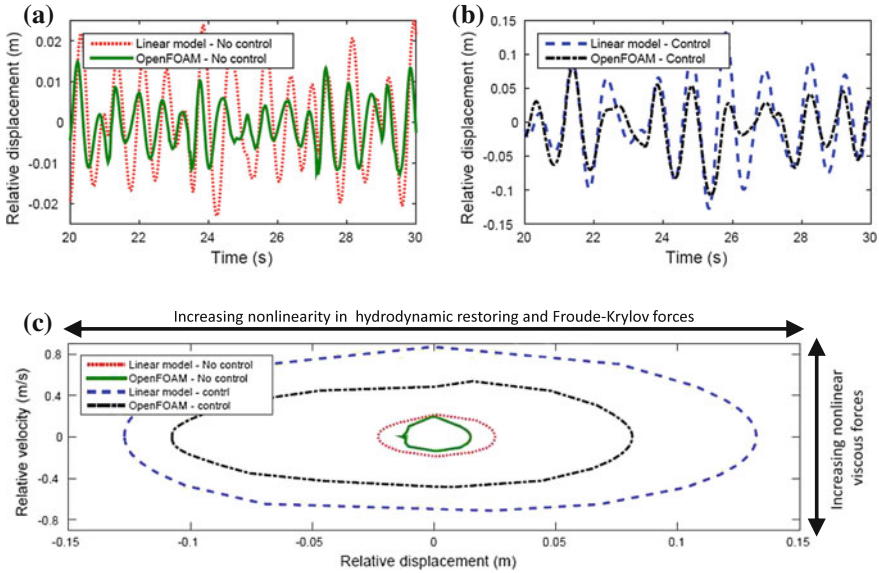 (a)
Relative displacement (m)
0.02
0.01
0
-0.01
-0.02
Linear model - No control
OpenFOAM - No control
20
22
24
26
28
30
Time (s)
(b)
Relative displacement (m)
0.15
0.1
0.05
0
-0.05
-0.1
-0.15
Linear model - Control
OpenFOAM - Control
20
22
24
26
28
30
Time (s)
(c)
Increasing nonlinearity in hydrodynamic restoring and Froude-Krylov forces
Relative velocity (m/s)
0.8
0.4
0
-0.4
-0.8
Linear model - No control
OpenFOAM - No control
Linear model - contrl
OpenFOAM - control
-0.15
-0.1
-0.05
0
0.05
0.1
0.15
Relative displacement (m)
Increasing nonlinear
viscous forces